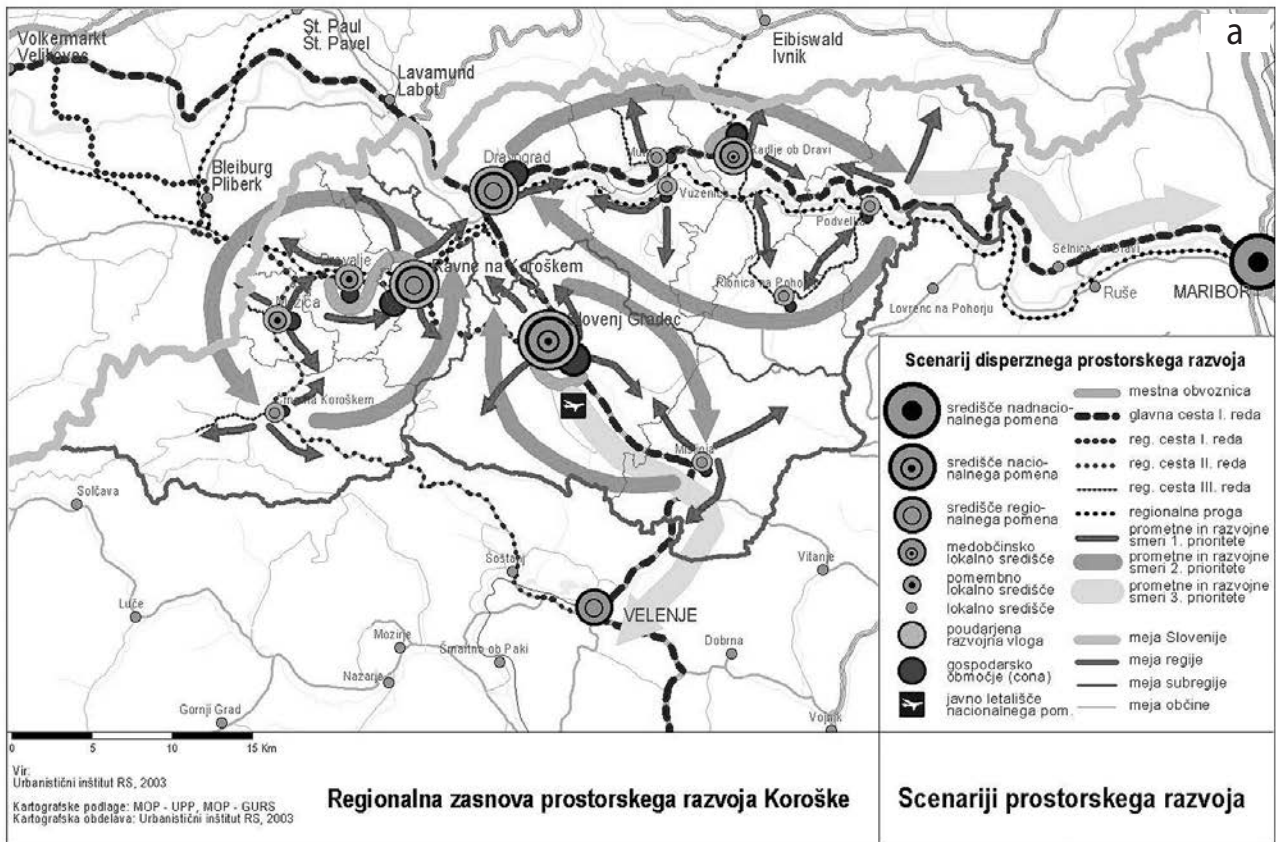 a
Volkermarkt
Velikovec
St. Paul
Št. Pavel
Eibiswald
Ivnik
Lavamund
Labot
Bleiburg
Pliberk
Dravograd
Radlje ob Dravi
Vuzenica
Podvelka
Ribnica na Pohorju
Selnica ob Dravi
Ruše
MARIBOR
Lovrenc na Pohorju
Prevalje
Ravne na Koroškem
Mežica
Slovenj Gradec
Črna na Koroškem
Mislinja
Solčava
Šoštanj
Vitanje
VELENJE
Luče
Mozirje
Šmartno ob Paki
Dobrna
Nazarje
Gornji Grad
Vojnik
Scenarij disperznega prostorskega razvoja
središče nadnacio-
nalnega pomena
središče nacio-
nalnega pomena
središče regio-
nalnega pomena
medobčinsko
lokalno središče
pomembno
lokalno središče
lokalno središče
poudarjena
razvojna vloga
gospodarsko
območje (cona)
javno letališče
nacionalnega pom.
mestna obvoznica
glavna cesta I. reda
reg. cesta I. reda
reg. cesta II. reda
reg. cesta III. reda
regionalna proga
prometne in razvojne
smeri 1. prioritete
prometne in razvojne
smeri 2. prioritete
prometne in razvojne
smeri 3. prioritete
meja Slovenije
meja regije
meja subregije
meja občine
0 5 10 15 Km
Vir:
Urbanistični inštitut RS, 2003
Kartografske podlage: MOP - UPP, MOP - GURS
Kartografska obdelava: Urbanistični inštitut RS, 2003
Regionalna zasnova prostorskega razvoja Koroške
Scenariji prostorskega razvoja